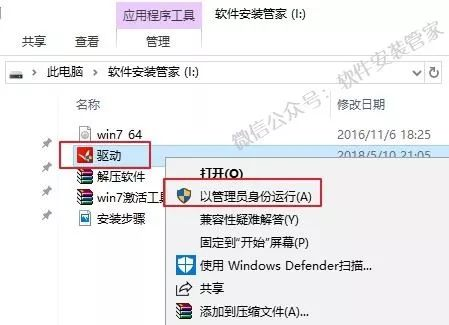 应用程序工具
软件安装管家 (I:)
共享
查看
管理
此电脑 > 软件安装管家 (I:)
名称
修改日期
win7_64
2016/11/6 18:25
驱动
2018/5/10 21:05
解压软件
win7激活工具
安装步骤
打开(O)
以管理员身份运行(A)
兼容性疑难解答(Y)
固定到"开始"屏幕(P)
使用 Windows Defender扫描...
共享
添加到压缩文件(A)...
微信公众号：软件安装管家